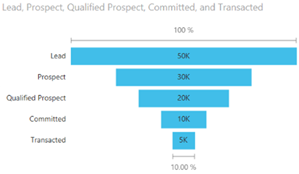 Lead, Prospect, Qualified Prospect, Committed, and Transacted
100 %
Lead 50K
Prospect 30K
Qualified Prospect 20K
Committed 10K
Transacted 5K
10.00 %